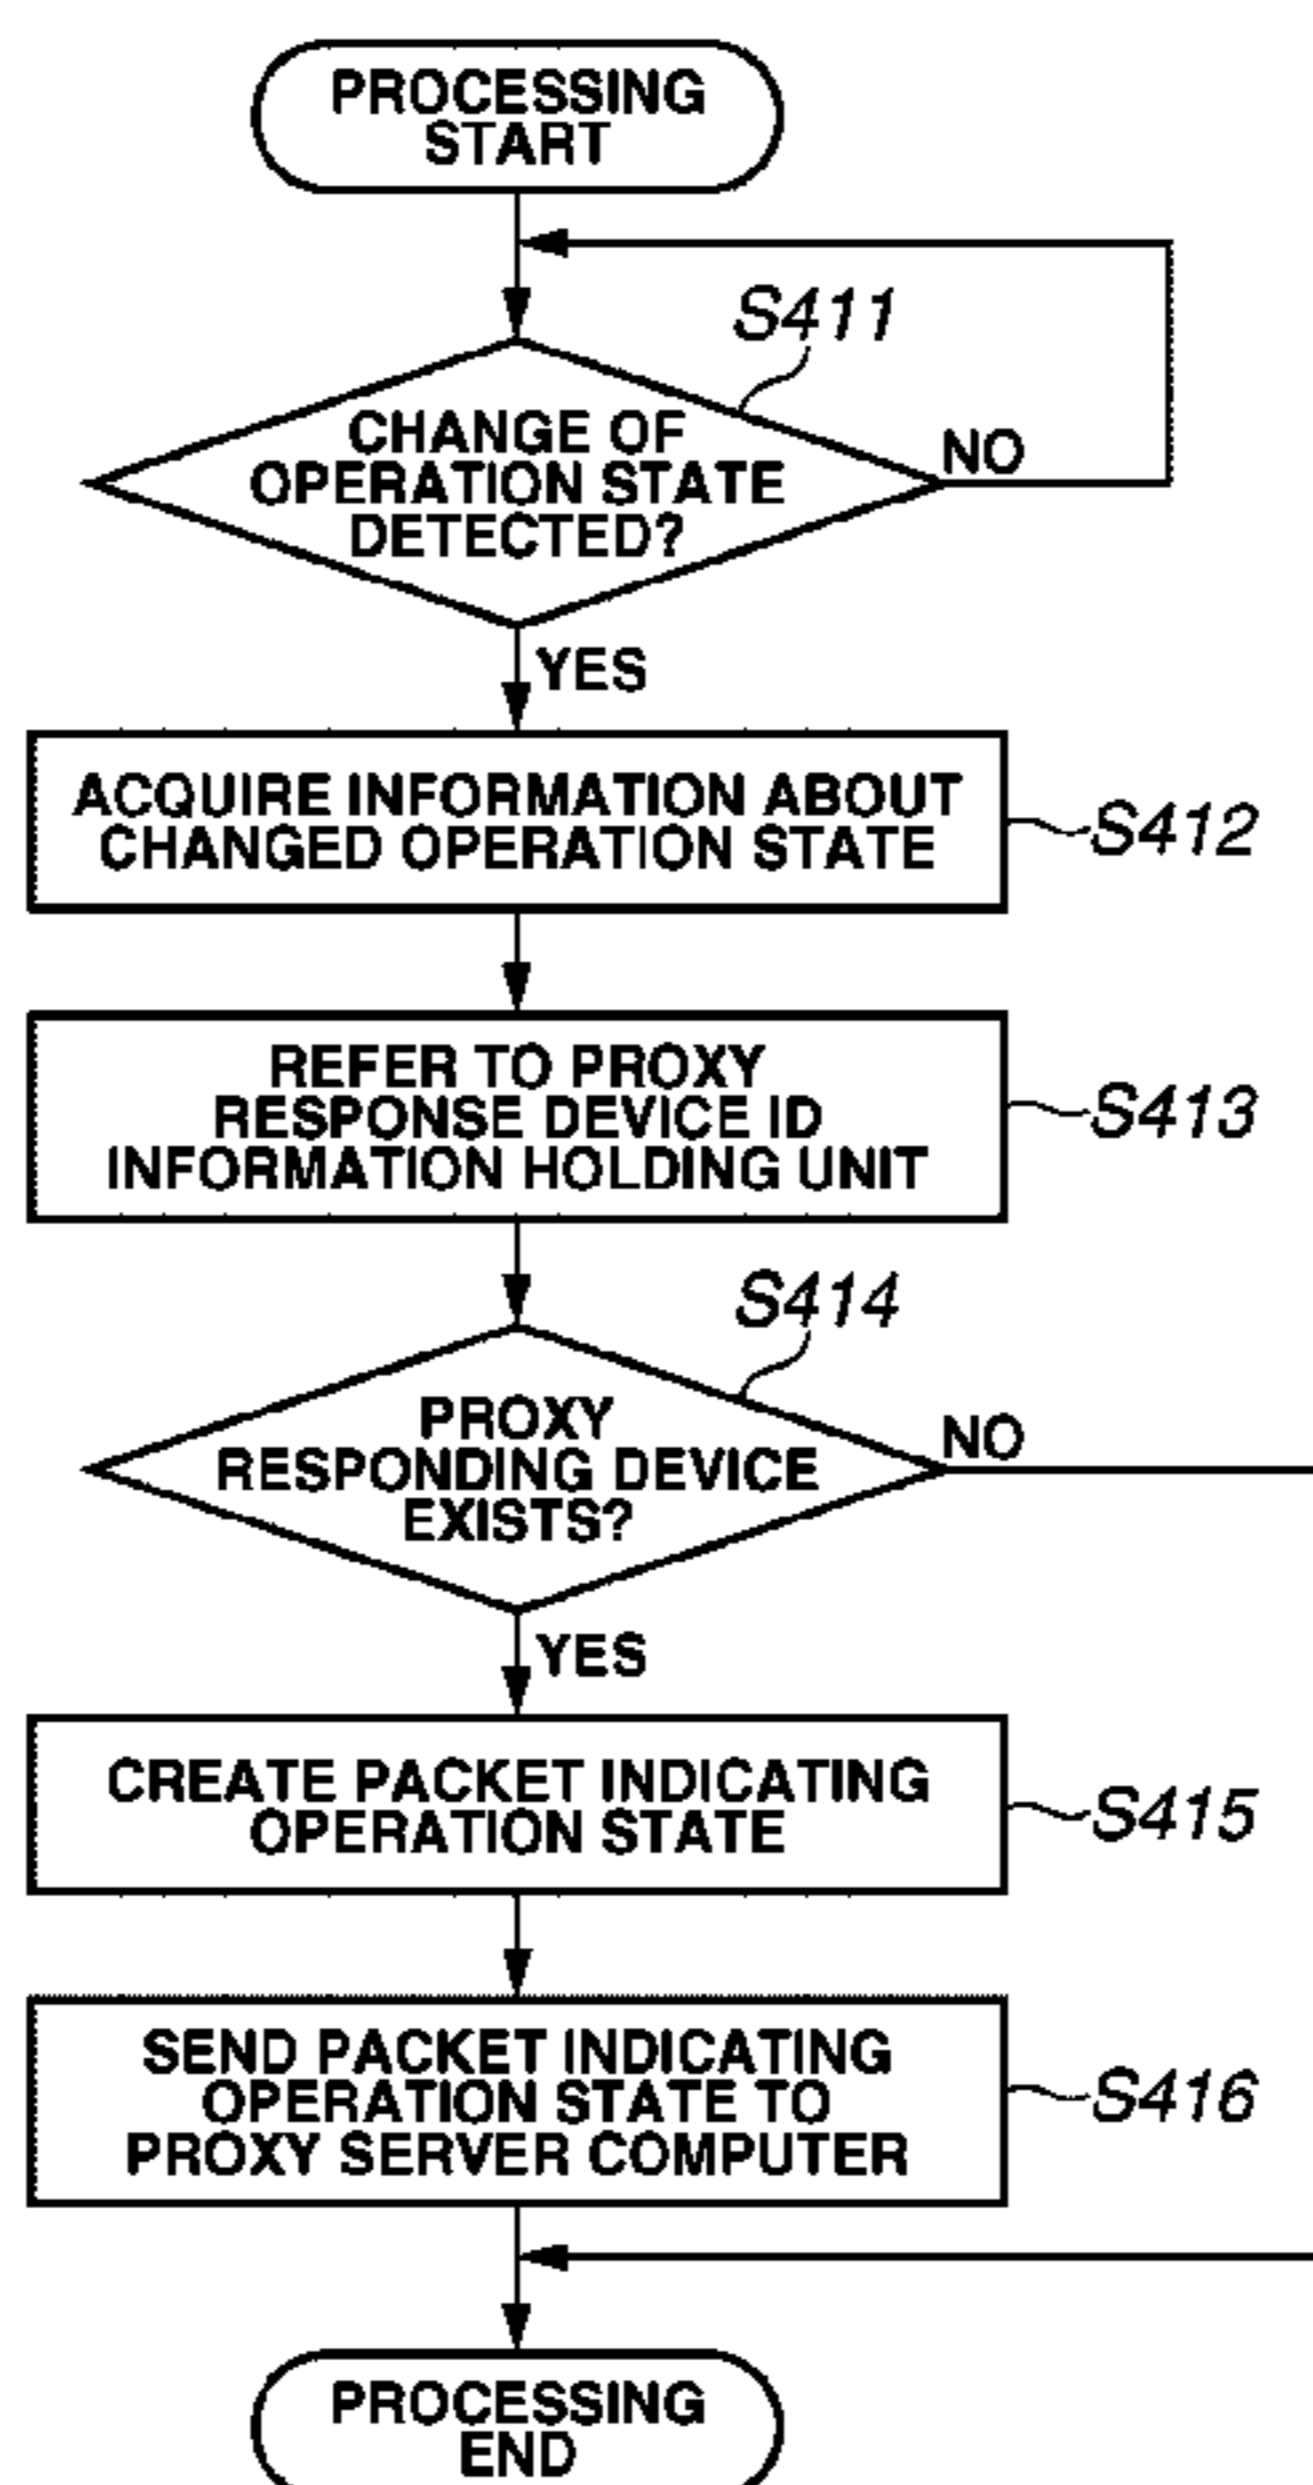 PROCESSING
START
S411
CHANGE OF
OPERATION STATE
DETECTED?
NO
YES
ACQUIRE INFORMATION ABOUT
CHANGED OPERATION STATE
S412
REFER TO PROXY
RESPONSE DEVICE ID
INFORMATION HOLDING UNIT
S413
S414
PROXY
RESPONDING DEVICE
EXISTS?
NO
YES
CREATE PACKET INDICATING
OPERATION STATE
S415
SEND PACKET INDICATING
OPERATION STATE TO
PROXY SERVER COMPUTER
S416
PROCESSING
END